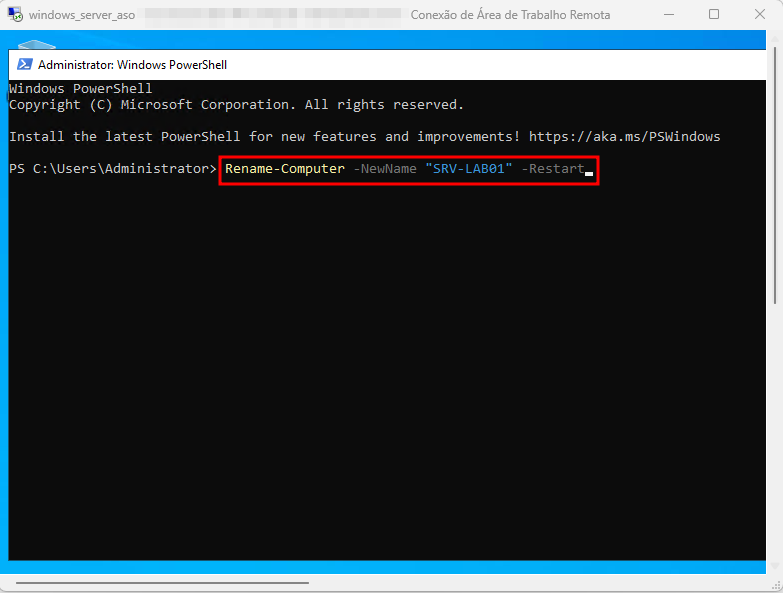 windows_server_aso Conexão de Área de Trabalho Remota
Administrator: Windows PowerShell
Windows PowerShell
Copyright (C) Microsoft Corporation. All rights reserved.
Install the latest PowerShell for new features and improvements! https://aka.ms/PSWindows
PS C:\Users\Administrator> Rename-Computer -NewName "SRV-LAB01" -Restart